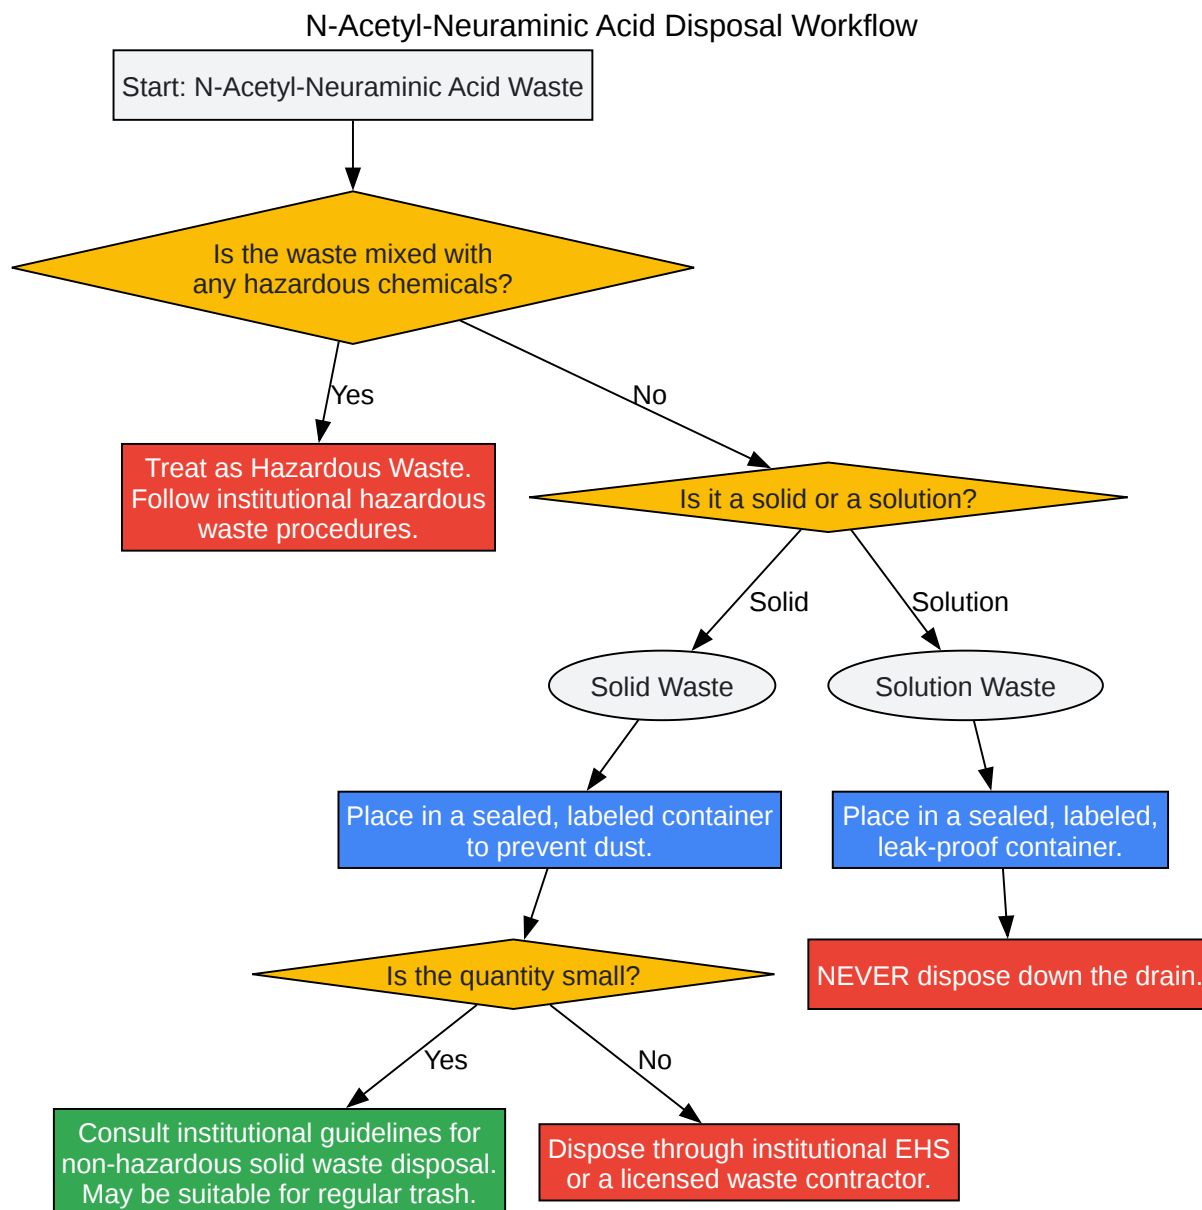 N-Acetyl-Neuraminic Acid Disposal Workflow
Start: N-Acetyl-Neuraminic Acid Waste
Is the waste mixed with
any hazardous chemicals?
Yes
No
Treat as Hazardous Waste.
Follow institutional hazardous
waste procedures.
Is it a solid or a solution?
Solid
Solution
Solid Waste
Solution Waste
Place in a sealed, labeled container
to prevent dust.
Place in a sealed, labeled,
leak-proof container.
Is the quantity small?
NEVER dispose down the drain.
Yes
No
Consult institutional guidelines for
non-hazardous solid waste disposal.
May be suitable for regular trash.
Dispose through institutional EHS
or a licensed waste contractor.